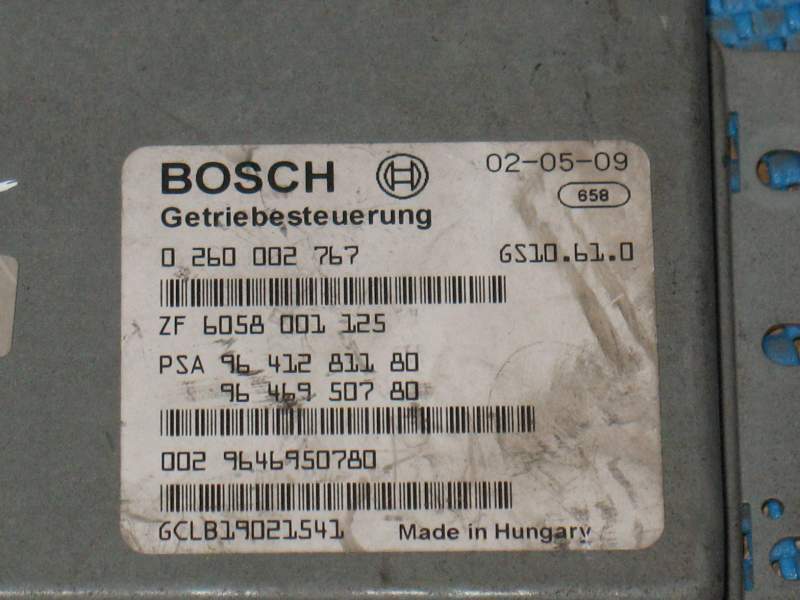 BOSCH 02-05-09
658
Getriebesteuerung
0 260 002 767 GS10.61.0
ZF 6058 001 125
PSA 96 412 811 80
96 469 507 80
002 9646950780
GCLB19021541 Made in Hungary